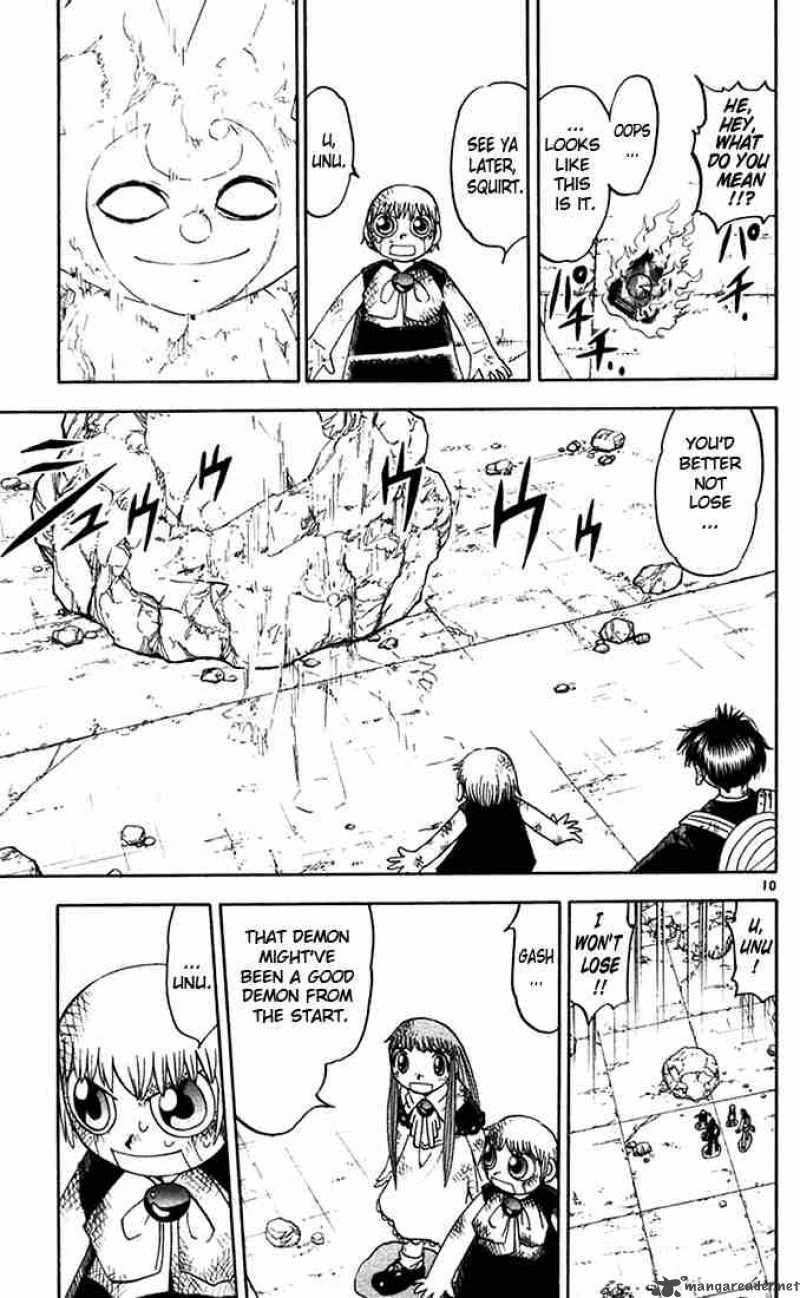 HE,
HEY,
WHAT
DO YOU
MEAN
!!?
OOPS
...
...
LOOKS
LIKE
THIS
IS IT.
パチ
パチ
SEE YA
LATER,
SQUIRT.
U,
UNU.
YOU'D
BETTER
NOT
LOSE
...
10
U,
UNU
!
I
WON'T
LOSE
!!
GASH
...
THAT DEMON
MIGHT'VE
BEEN A GOOD
DEMON FROM
THE START.
...
UNU.
mangareader.net